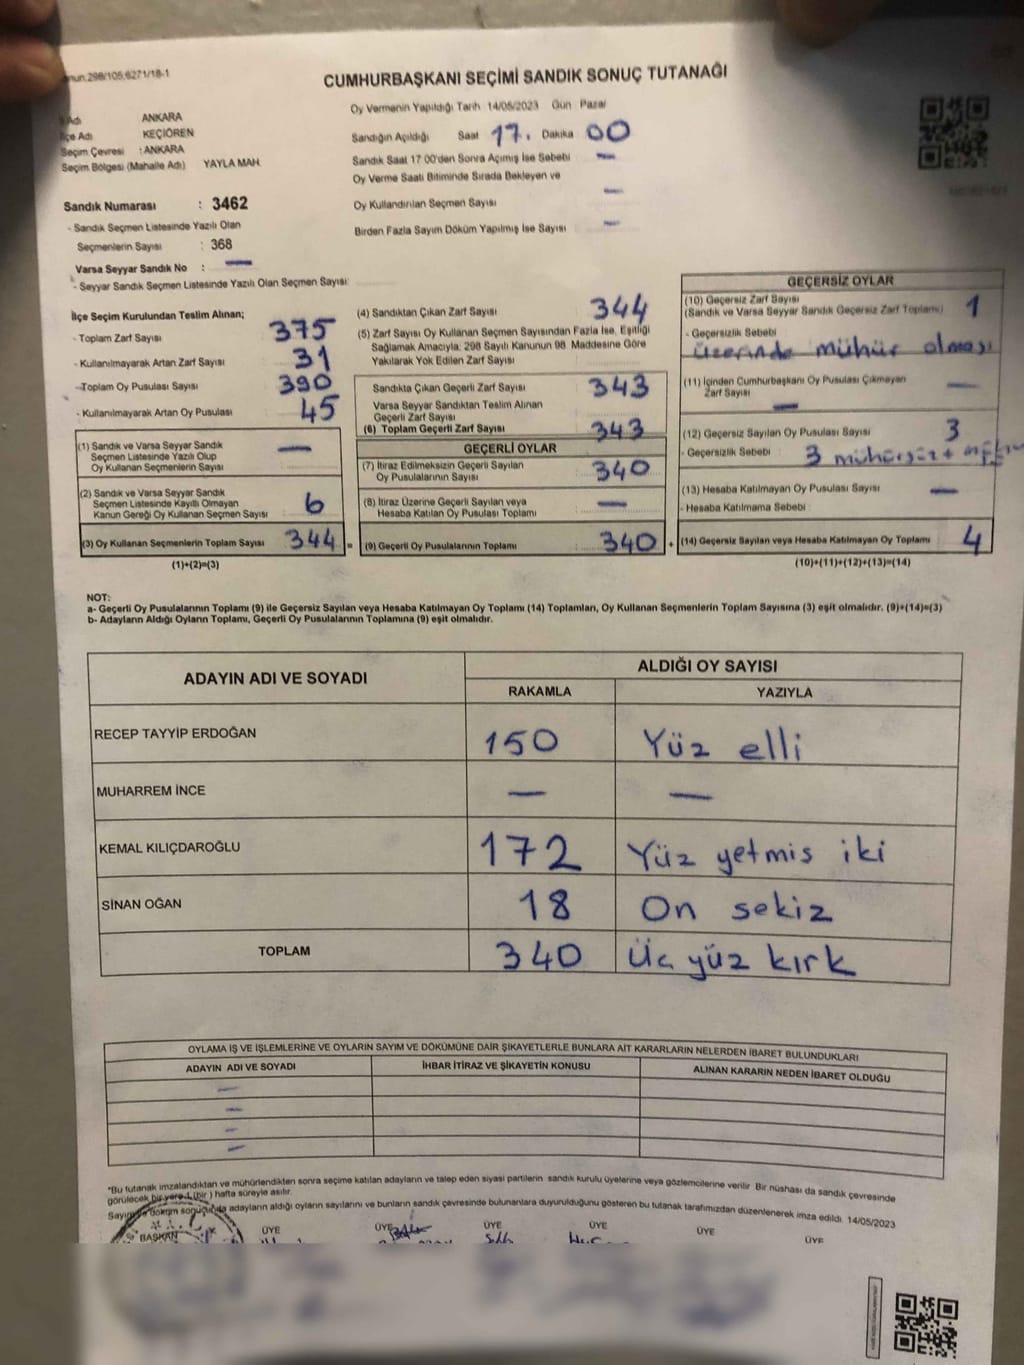 CUMHURBAŞKANI SEÇİMİ SANDIK SONUÇ TUTANAĞI
İlçe Adı KEÇİÖREN
ANKARA
Seçim Çevresi : ANKARA
Seçim Bölgesi (Mahalle Adı) YAYLA MAH.
Oy Vermenin Yapıldığı Tarih 14/05/2023 Gün Pazar
Sandığın Açıldığı Saat 17. Dakika 00
Sandık Saat 17 00'den Sonra Açımış İse Sebebi —
Oy Verme Saati Bitiminde Sırada Bekleyen ve
Oy Kullandırılan Seçmen Sayısı —
Birden Fazla Sayım Döküm Yapılmış İse Sayısı —
Sandık Numarası : 3462
- Sandık Seçmen Listesinde Yazılı Olan
Seçmenlerin Sayısı : 368
Varsa Seyyar Sandık No : —
- Seyyar Sandık Seçmen Listesinde Yazılı Olan Seçmen Sayısı:
İlçe Seçim Kurulundan Teslim Alınan;
- Toplam Zarf Sayısı 375
- Kullanılmayarak Artan Zarf Sayısı 31
- Toplam Oy Pusulası Sayısı 390
- Kullanılmayarak Artan Oy Pusulası 45
(1) Sandık ve Varsa Seyyar Sandık
Seçmen Listesinde Yazılı Olup
Oy Kullanan Seçmenlerin Sayısı —
(2) Sandık ve Varsa Seyyar Sandık
Seçmen Listesinde Kayıtlı Olmayan
Kanun Gereği Oy Kullanan Seçmen Sayısı 6
(3) Oy Kullanan Seçmenlerin Toplam Sayısı 344 =
(1)+(2)=(3)
(4) Sandıktan Çıkan Zarf Sayısı 344
(5) Zarf Sayısı Oy Kullanan Seçmen Sayısından Fazla İse, Eşitliği
Sağlamak Amacıyla; 298 Sayılı Kanunun 98. Maddesine Göre
Yakılarak Yok Edilen Zarf Sayısı
Sandıkta Çıkan Geçerli Zarf Sayısı 343
Varsa Seyyar Sandıktan Teslim Alınan
Geçerli Zarf Sayısı
(6) Toplam Geçerli Zarf Sayısı 343
GEÇERLİ OYLAR
(7) İtiraz Edilmeksizin Geçerli Sayılan
Oy Pusulalarının Sayısı 340
(8) İtiraz Üzerine Geçerli Sayılan veya
Hesaba Katılan Oy Pusulası Toplamı —
(9) Geçerli Oy Pusulalarının Toplamı 340 +
GEÇERSİZ OYLAR
(10) Geçersiz Zarf Sayısı
(Sandık ve Varsa Seyyar Sandık Geçersiz Zarf Toplamı) 1
- Geçersizlik Sebebi
üzerinde mühür olması
(11) İçinden Cumhurbaşkanı Oy Pusulası Çıkmayan
Zarf Sayısı —
(12) Geçersiz Sayılan Oy Pusulası Sayısı 3
- Geçersizlik Sebebi 3 mühürsüz +
(13) Hesaba Katılmayan Oy Pusulası Sayısı —
- Hesaba Katılmama Sebebi
(14) Geçersiz Sayılan veya Hesaba Katılmayan Oy Toplamı 4
(10)+(11)+(12)+(13)=(14)
NOT:
a- Geçerli Oy Pusulalarının Toplamı (9) ile Geçersiz Sayılan veya Hesaba Katılmayan Oy Toplamı (14) Toplamları, Oy Kullanan Seçmenlerin Toplam Sayısına (3) eşit olmalıdır. (9)+(14)=(3)
b- Adayların Aldığı Oyların Toplamı, Geçerli Oy Pusulalarının Toplamına (9) eşit olmalıdır.
ADAYIN ADI VE SOYADI ALDIĞI OY SAYISI
RAKAMLA YAZIYLA
RECEP TAYYİP ERDOĞAN 150 Yüz elli
MUHARREM İNCE — —
KEMAL KILIÇDAROĞLU 172 Yüz yetmis iki
SİNAN OĞAN 18 On sekiz
TOPLAM 340 Üç yüz kırk
OYLAMA İŞ VE İŞLEMLERİNE VE OYLARIN SAYIM VE DÖKÜMÜNE DAİR ŞİKAYETLERLE BUNLARA AİT KARARLARIN NELERDEN İBARET BULUNDUKLARI
ADAYIN ADI VE SOYADI İHBAR İTİRAZ VE ŞİKAYETİN KONUSU ALINAN KARARIN NEDEN İBARET OLDUĞU
—
—
—
—
*Bu tutanak imzalandıktan ve mühürlendikten sonra seçime katılan adayların ve talep eden siyasi partilerin sandık kurulu üyelerine veya gözlemcilerine verilir. Bir nüshası da sandık çevresinde
görülecek bir yere 1 (bir) hafta süreyle asılır.
Sayım ve döküm sonucunda adayların aldığı oyların sayılarını ve bunların sandık çevresinde bulunanlara duyurulduğunu gösteren bu tutanak tarafımızdan düzenlenerek imza edildi. 14/05/2023
BAŞKAN ÜYE ÜYE ÜYE ÜYE ÜYE ÜYE